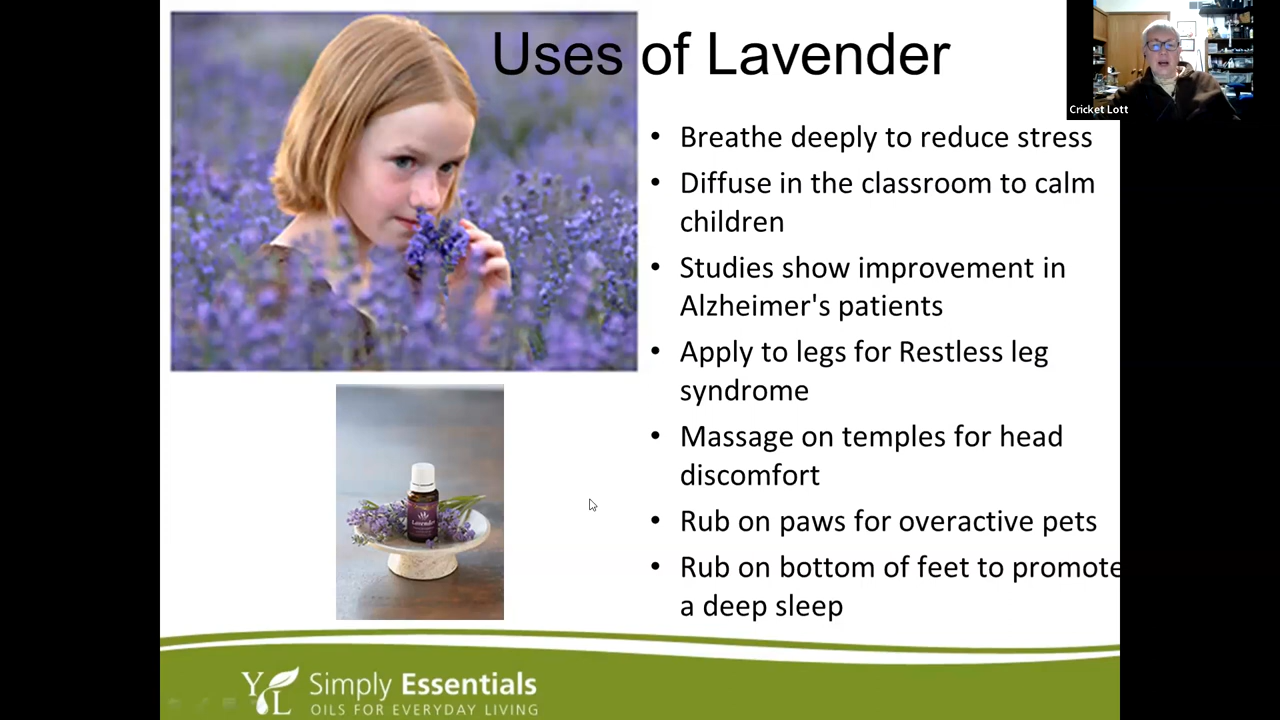 Uses of Lavender
Cricket Lott
• Breathe deeply to reduce stress
• Diffuse in the classroom to calm
children
• Studies show improvement in
Alzheimer's patients
• Apply to legs for Restless leg
syndrome
• Massage on temples for head
discomfort
• Rub on paws for overactive pets
• Rub on bottom of feet to promote
a deep sleep
Lavender
YL
Simply Essentials
OILS FOR EVERYDAY LIVING